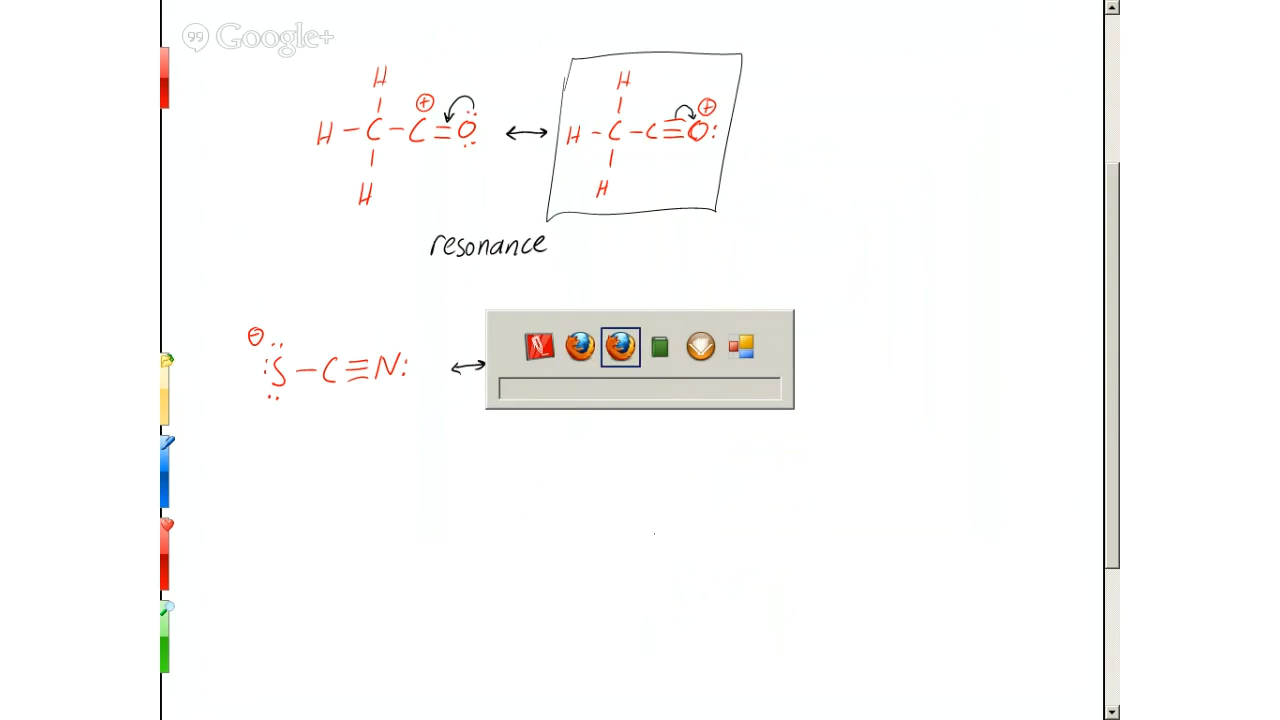 Google+
H H
H - C - C = O ↔ H - C - C ≡ O :
H H
resonance
: S - C ≡ N : ↔